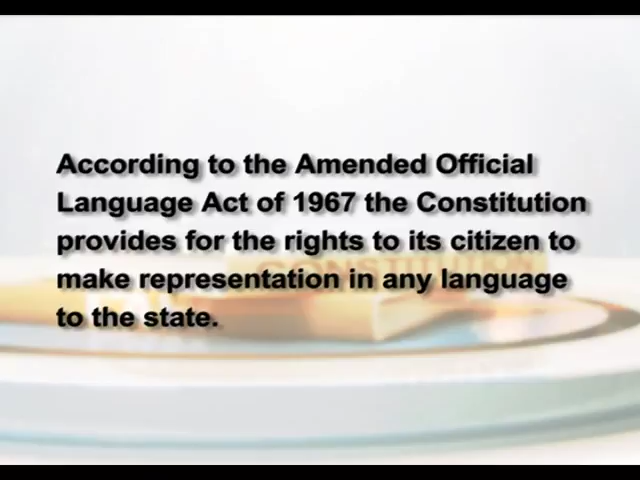 According to the Amended Official
Language Act of 1967 the Constitution
provides for the rights to its citizen to
make representation in any language
to the state.
CONSTITUTION